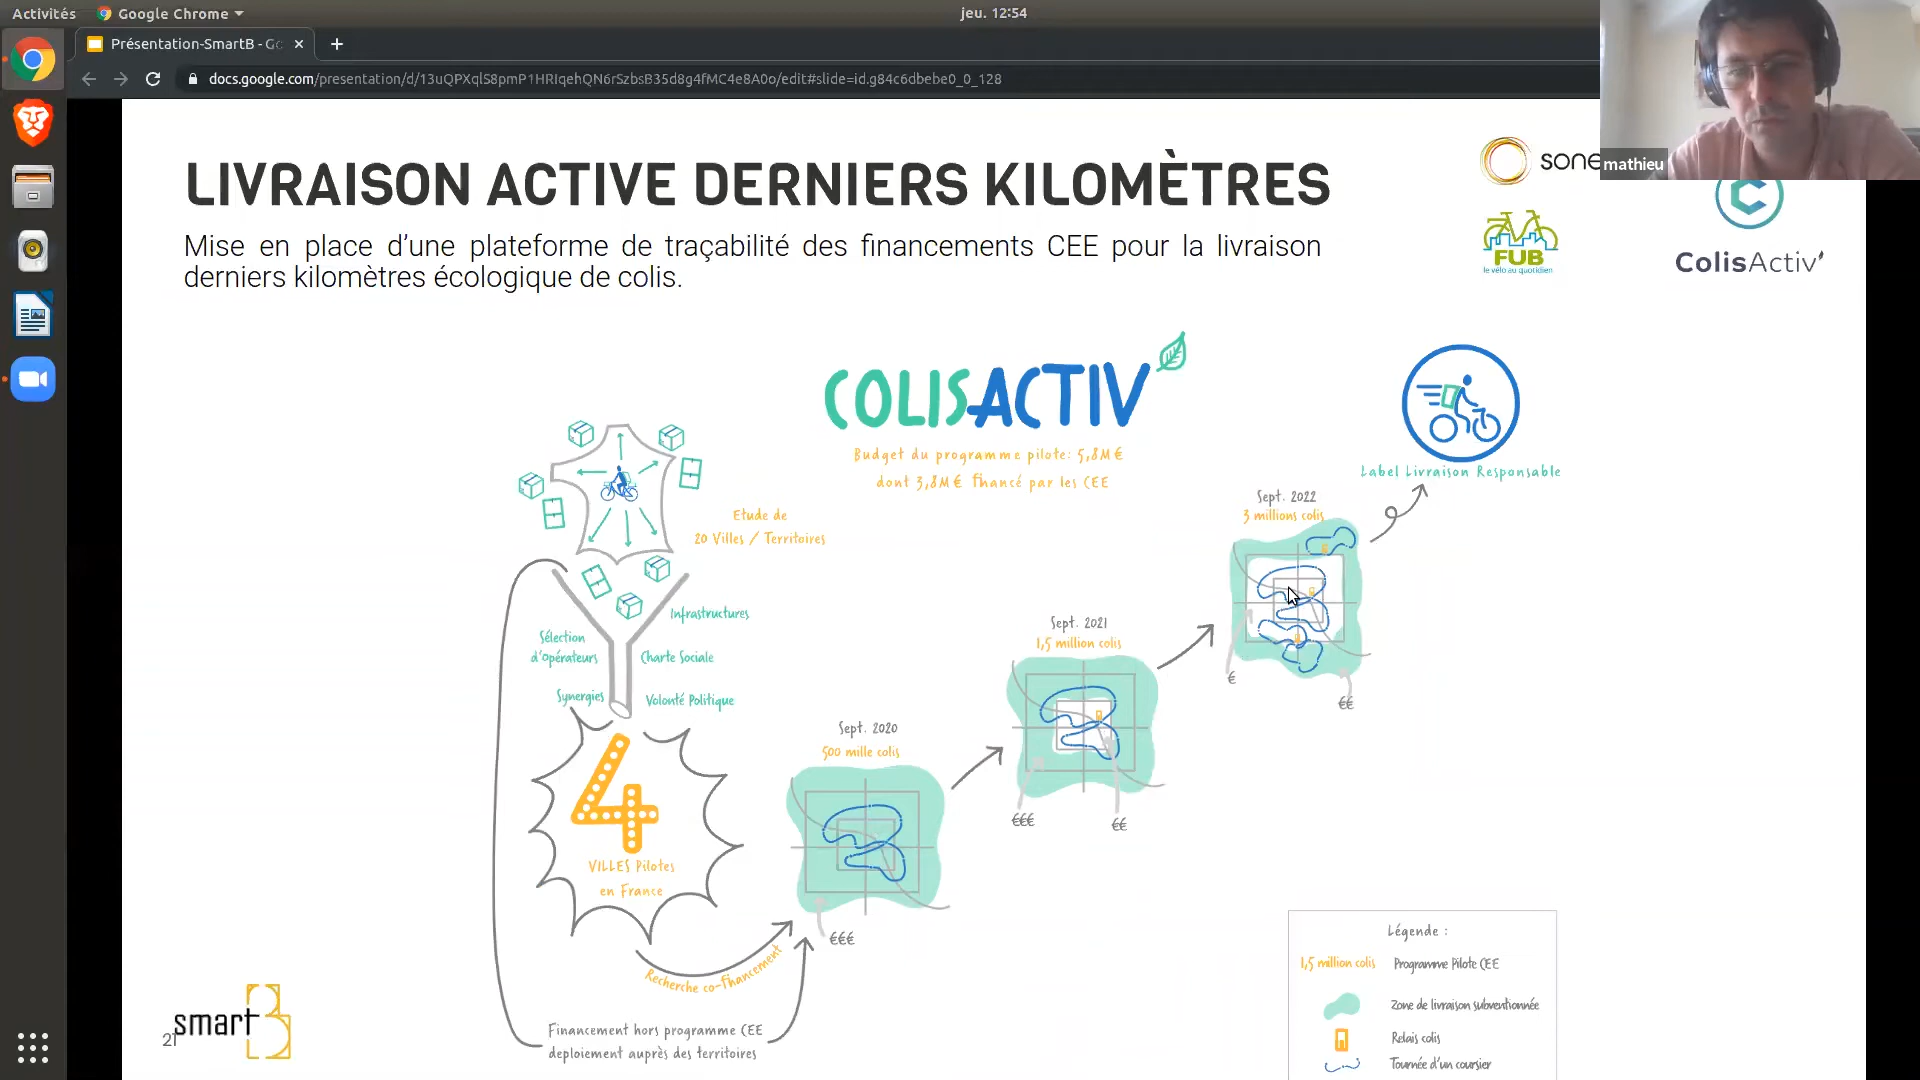 Activités
Google Chrome
jeu. 12:54
Présentation-SmartB - Go
docs.google.com/presentation/d/13uQPXqlS8pmP1HRIqehQN6rSzbsB35d8g4fMC4e8A0o/edit#slide=id.g84c6dbebe0_0_128
mathieu
LIVRAISON ACTIVE DERNIERS KILOMÈTRES
Mise en place d’une plateforme de traçabilité des financements CEE pour la livraison
derniers kilomètres écologique de colis.
sone
FUB
le vélo au quotidien
ColisActiv’
COLISACTIV
Budget du programme pilote: 5,8M€
dont 3,8M€ financé par les CEE
Label Livraison Responsable
Etude de
20 Villes / Territoires
Sept. 2022
3 millions colis
€
€€
Infrastructures
Sélection
d'opérateurs
Charte Sociale
Synergies
Volonté Politique
Sept. 2021
1,5 million colis
€€€
€€
Sept. 2020
500 mille colis
€€€
4
VILLES Pilotes
en France
Recherche co-financement
Financement hors programme CEE
deploiement auprès des territoires
Légende :
1,5 million colis Programme Pilote CEE
Zone de livraison subventionnée
Relais colis
Tournée d'un coursier
smartB
21